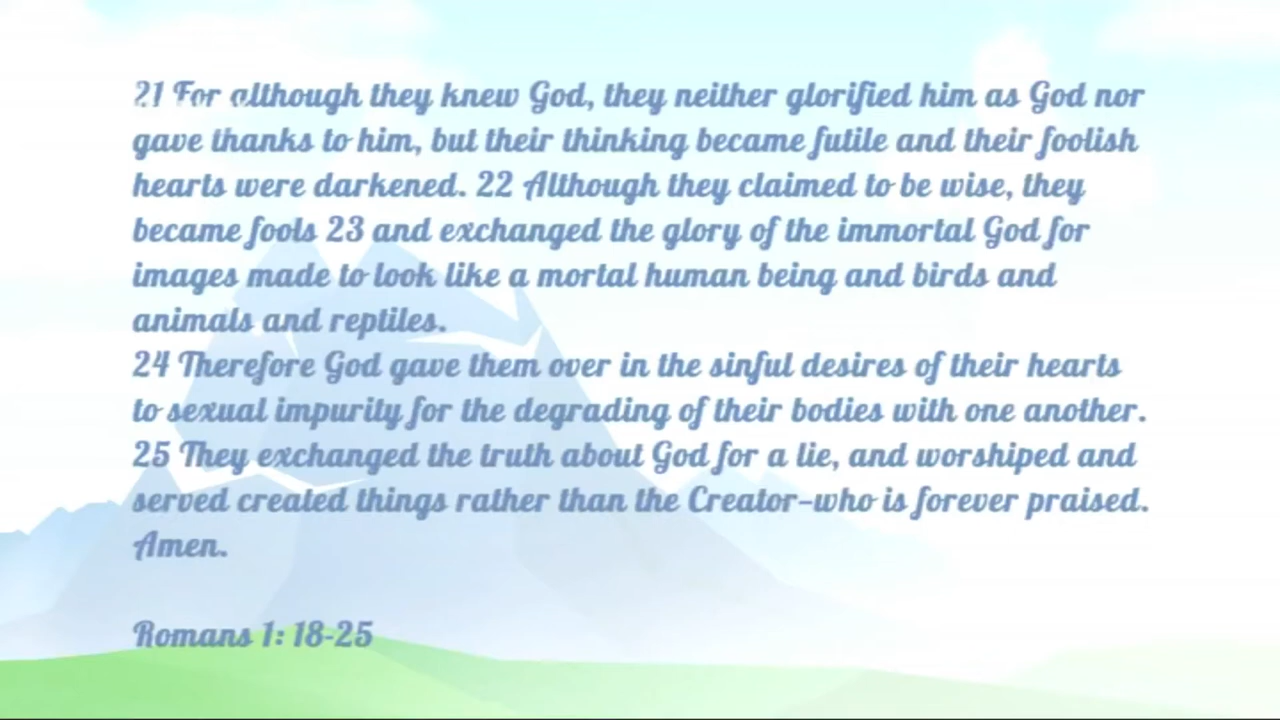 21 For although they knew God, they neither glorified him as God nor
gave thanks to him, but their thinking became futile and their foolish
hearts were darkened. 22 Although they claimed to be wise, they
became fools 23 and exchanged the glory of the immortal God for
images made to look like a mortal human being and birds and
animals and reptiles.
24 Therefore God gave them over in the sinful desires of their hearts
to sexual impurity for the degrading of their bodies with one another.
25 They exchanged the truth about God for a lie, and worshiped and
served created things rather than the Creator—who is forever praised.
Amen.
Romans 1: 18-25